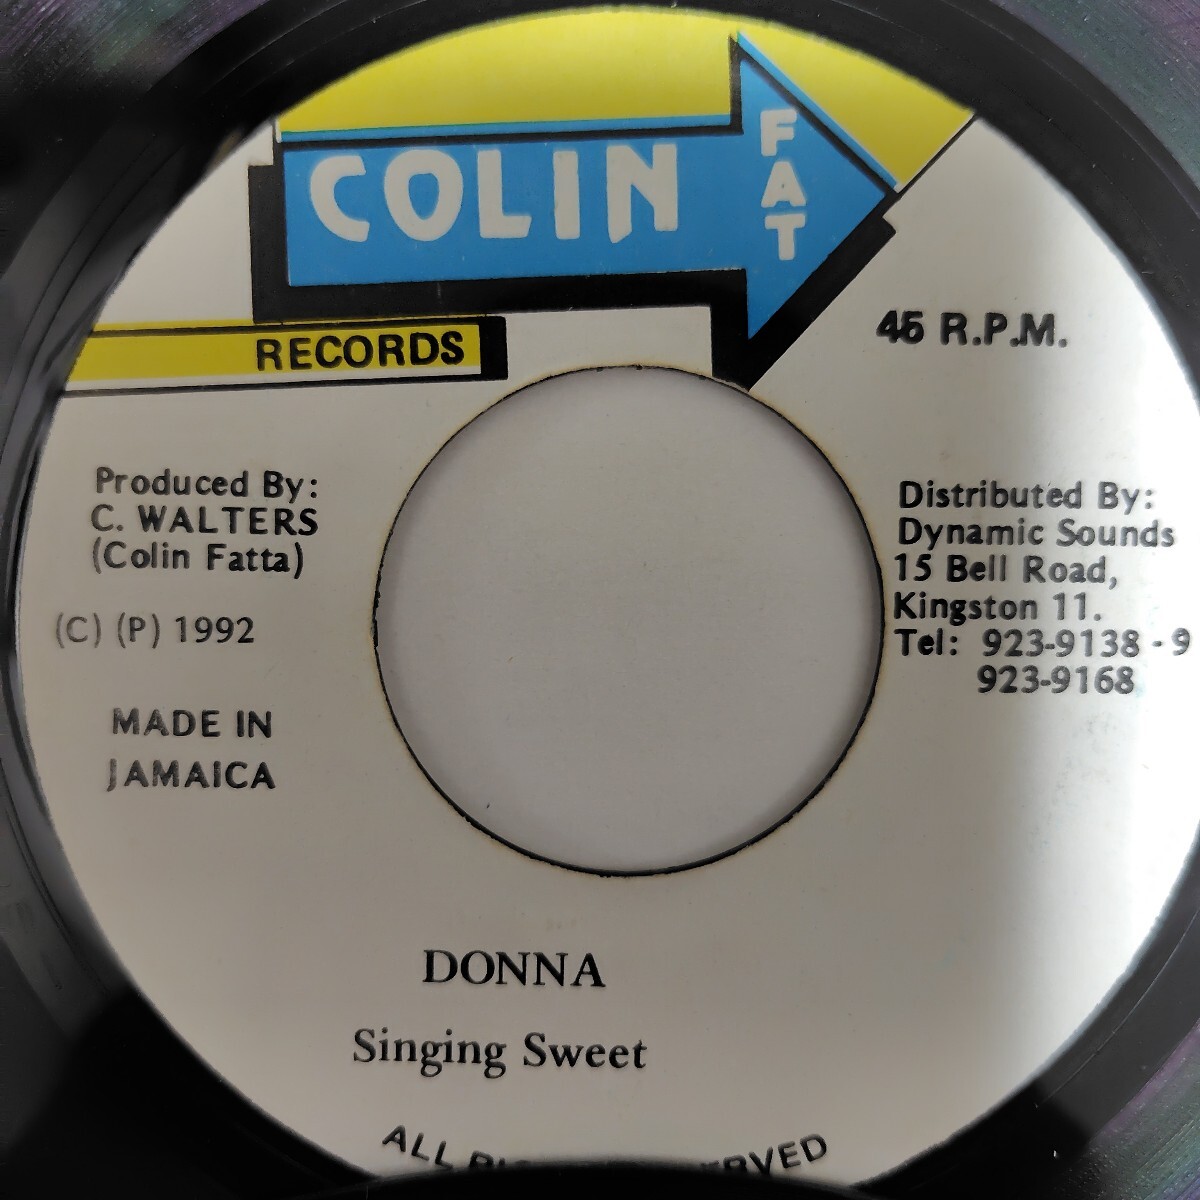 COLIN
FAT
RECORDS
45 R.P.M.
Produced By:
C. WALTERS
(Colin Fatta)
(C) (P) 1992
MADE IN
JAMAICA
Distributed By:
Dynamic Sounds
15 Bell Road,
Kingston 11.
Tel: 923-9138 - 9
923-9168
DONNA
Singing Sweet
ALL